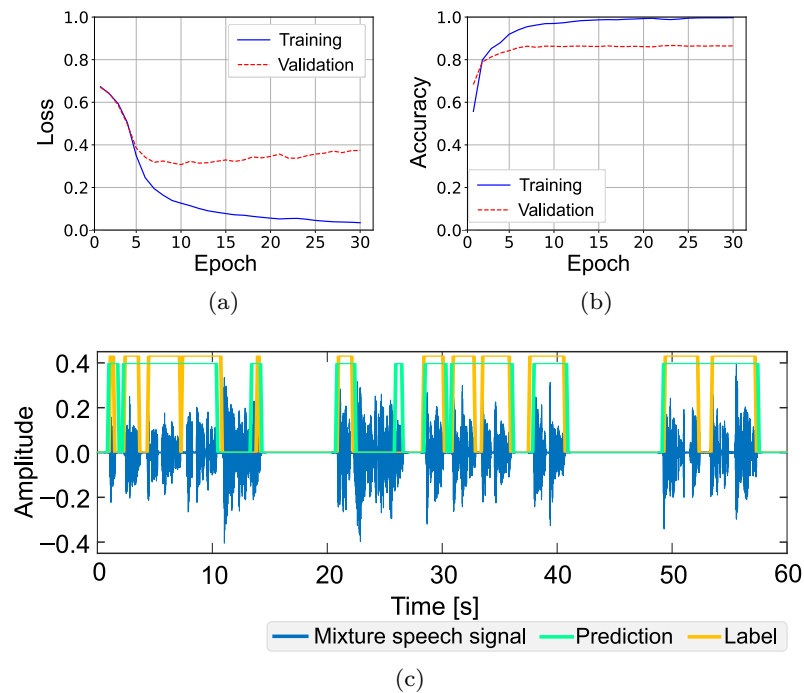 1.0
0.8
0.6
0.4
0.2
0.0
Loss
Training
Validation
0 5 10 15 20 25 30
Epoch
(a)
1.0
0.8
0.6
0.4
0.2
0.0
Accuracy
Training
Validation
0 5 10 15 20 25 30
Epoch
(b)
0.4
0.2
0.0
−0.2
−0.4
Amplitude
0 10 20 30 40 50 60
Time [s]
Mixture speech signal Prediction Label
(c)